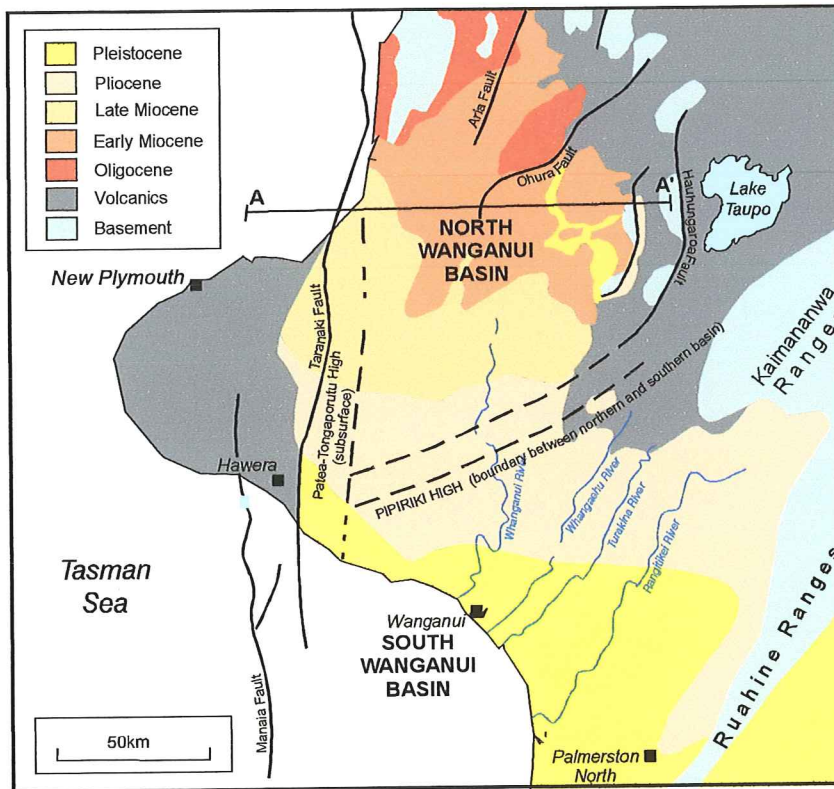 Pleistocene
Pliocene
Late Miocene
Early Miocene
Oligocene
Volcanics
Basement
Aria Fault
Ohura Fault
A
A'
Hauhungaroa Fault
Lake
Taupo
NORTH
WANGANUI
BASIN
New Plymouth
Taranaki Fault
Patea-Tongaporutu High
(subsurface)
Kaimananwa
Ranges
PIPIRIKI HIGH (boundary between northern and southern basin)
Hawera
Whanganui River
Whangaehu River
Turakina River
Rangitikei River
Tasman
Sea
Wanganui
SOUTH
WANGANUI
BASIN
Manaia Fault
Ruahine Ranges
50km
Palmerston
North